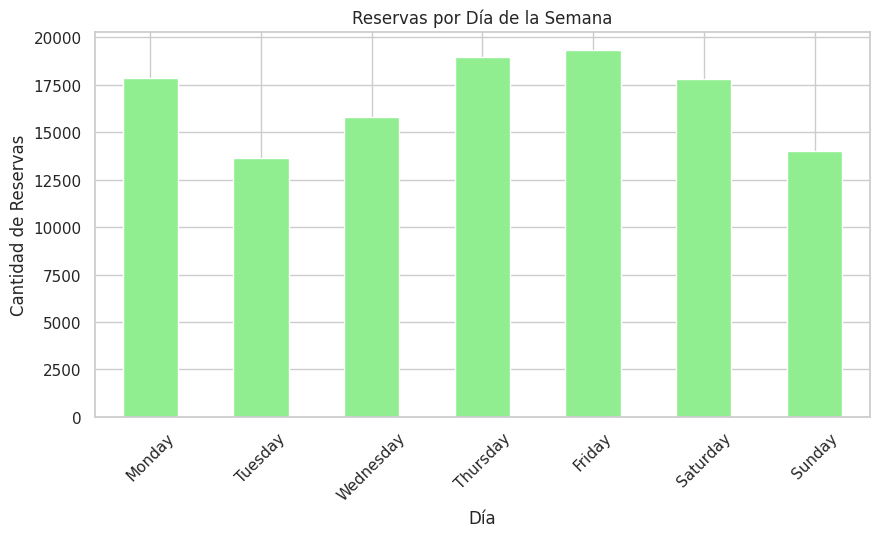 Reservas por Día de la Semana
Cantidad de Reservas
20000
17500
15000
12500
10000
7500
5000
2500
0
Monday
Tuesday
Wednesday
Thursday
Friday
Saturday
Sunday
Día